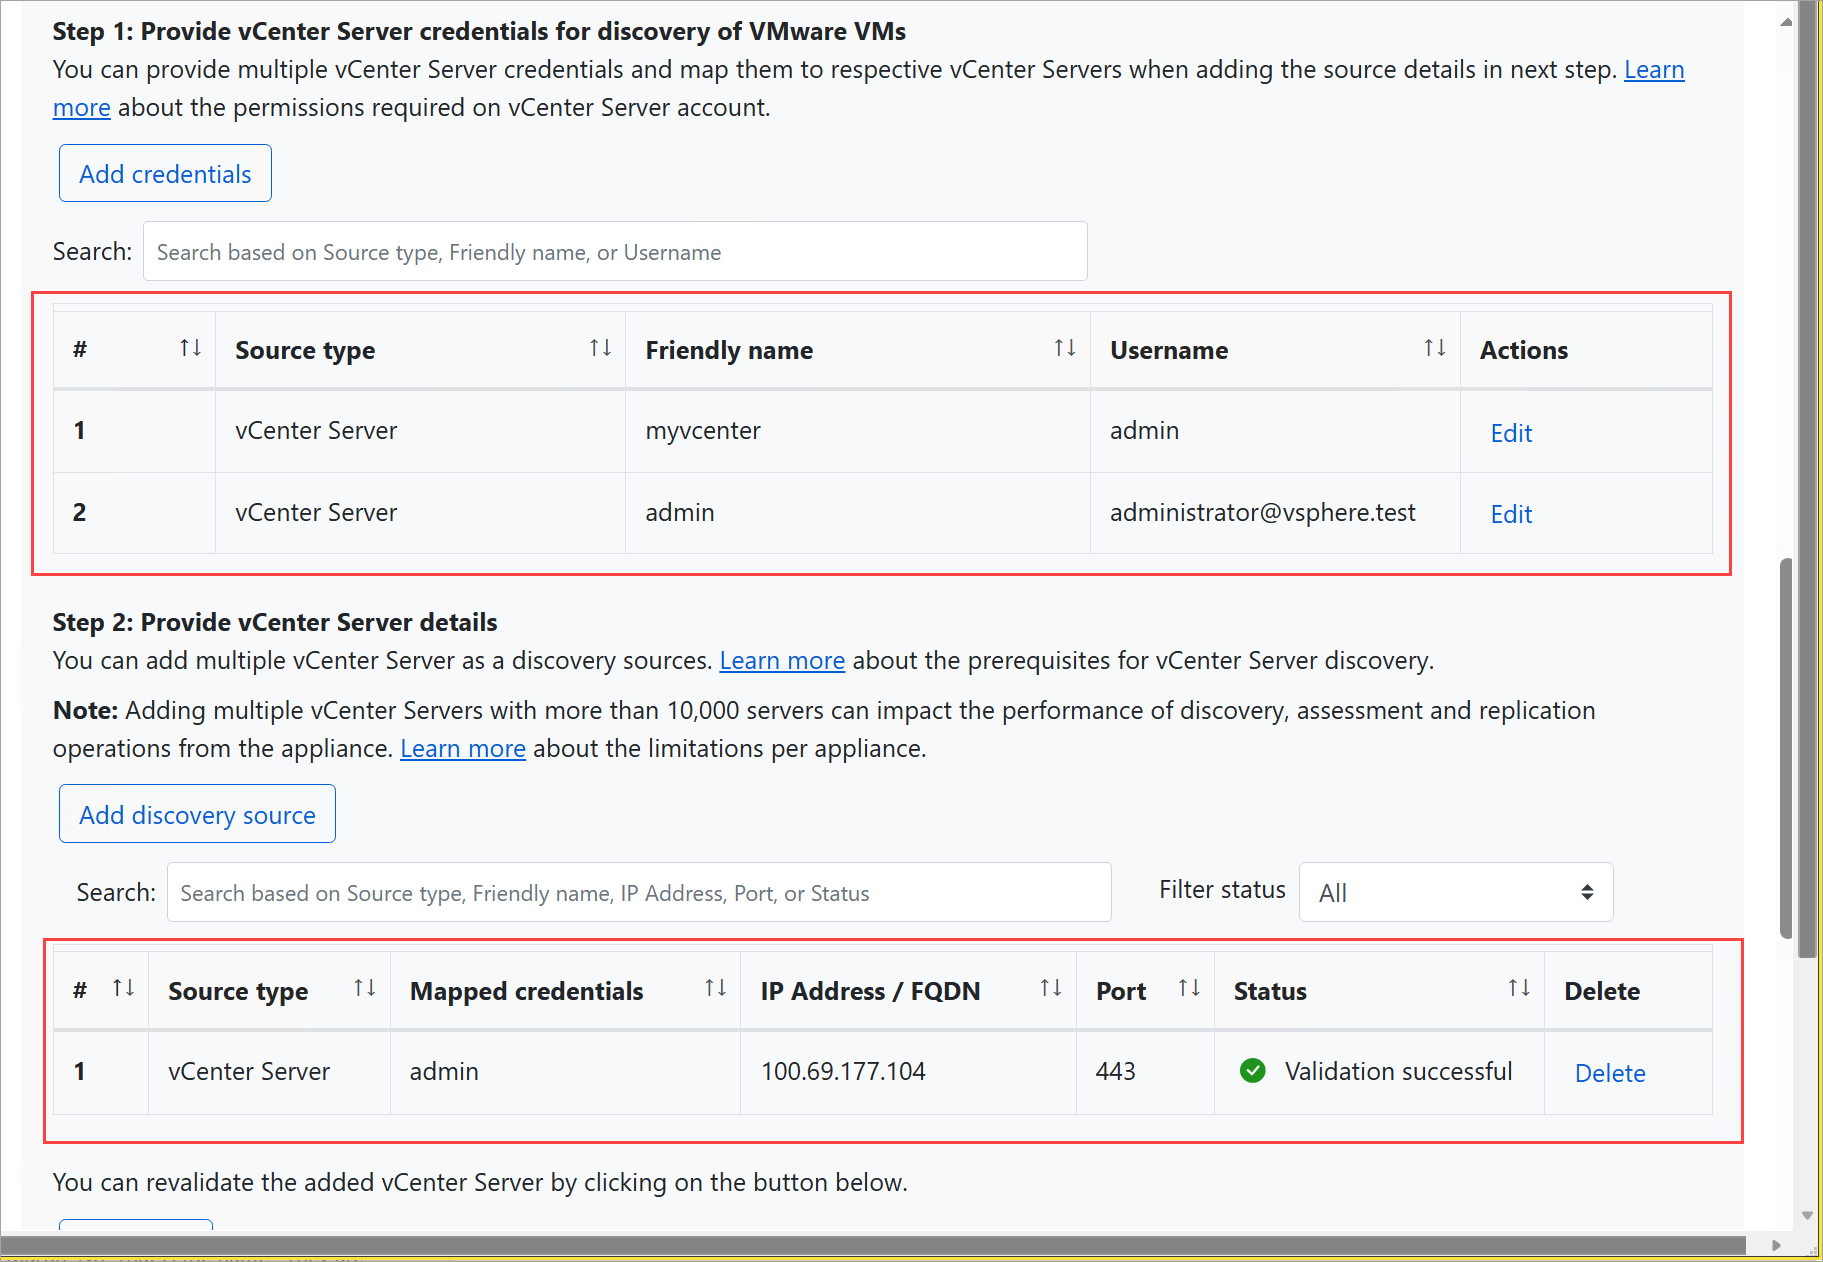 Step 1: Provide vCenter Server credentials for discovery of VMware VMs
You can provide multiple vCenter Server credentials and map them to respective vCenter Servers when adding the source details in next step. Learn
more about the permissions required on vCenter Server account.
Add credentials
Search: Search based on Source type, Friendly name, or Username
# ↑↓ Source type ↑↓ Friendly name ↑↓ Username ↑↓ Actions
1 vCenter Server myvcenter admin Edit
2 vCenter Server admin administrator@vsphere.test Edit
Step 2: Provide vCenter Server details
You can add multiple vCenter Server as a discovery sources. Learn more about the prerequisites for vCenter Server discovery.
Note: Adding multiple vCenter Servers with more than 10,000 servers can impact the performance of discovery, assessment and replication
operations from the appliance. Learn more about the limitations per appliance.
Add discovery source
Search: Search based on Source type, Friendly name, IP Address, Port, or Status Filter status All
# ↑↓ Source type ↑↓ Mapped credentials ↑↓ IP Address / FQDN ↑↓ Port ↑↓ Status ↑↓ Delete
1 vCenter Server admin 100.69.177.104 443 Validation successful Delete
You can revalidate the added vCenter Server by clicking on the button below.